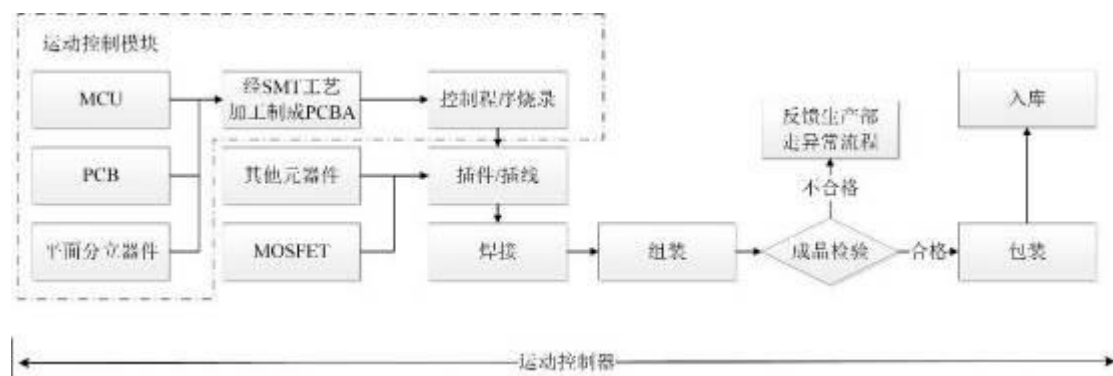 运动控制模块
MCU
经SMT工艺
加工制成PCBA
控制程序烧录
反馈生产部
走异常流程
入库
PCB
其他元器件
插件/插线
不合格
平面分立器件
MOSFET
焊接
组装
成品检验
合格
包装
运动控制器